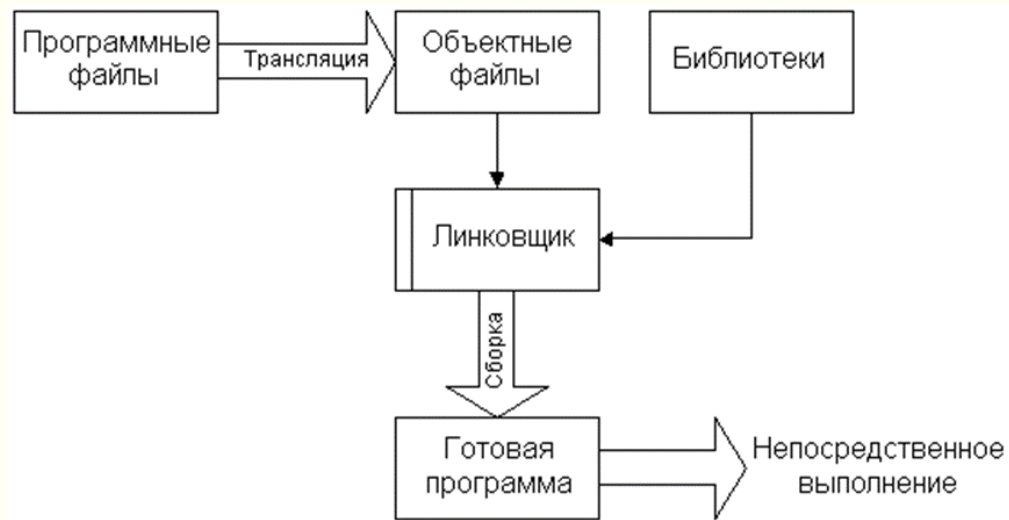 Программные
файлы
Трансляция
Объектные
файлы
Библиотеки
Линковщик
Сборка
Готовая
программа
Непосредственное
выполнение